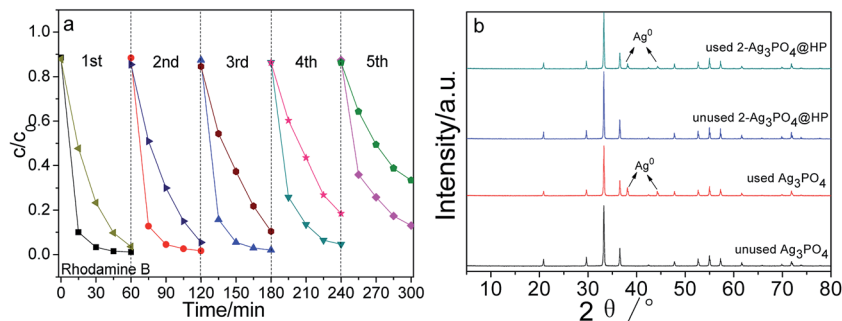 a
1st 2nd 3rd 4th 5th
Rhodamine B
c/c₀
1.0
0.8
0.6
0.4
0.2
0.0
0 30 60 90 120 150 180 210 240 270 300
Time/min
b
Ag⁰
used 2-Ag₃PO₄@HP
unused 2-Ag₃PO₄@HP
Ag⁰
used Ag₃PO₄
unused Ag₃PO₄
Intensity/a.u.
10 20 30 40 50 60 70 80
2 θ /°